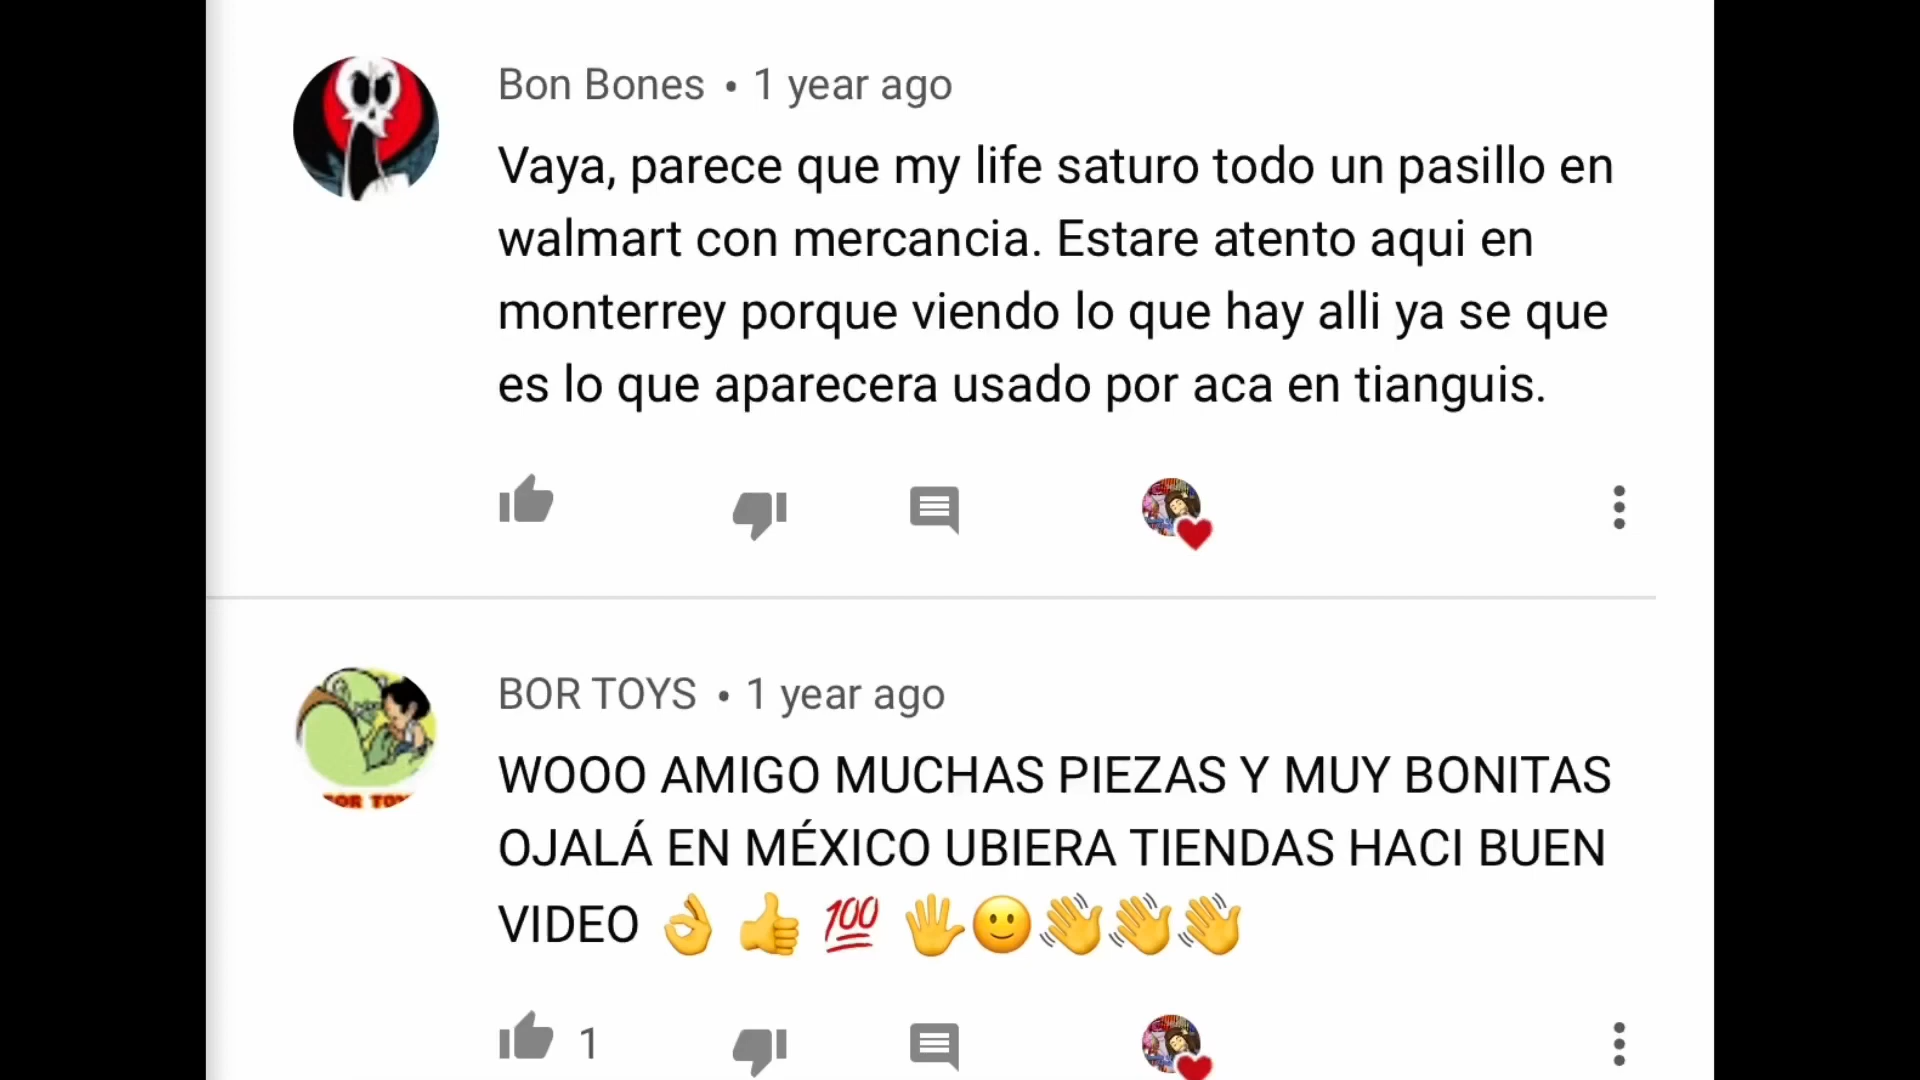 Bon Bones • 1 year ago
Vaya, parece que my life saturo todo un pasillo en
walmart con mercancia. Estare atento aqui en
monterrey porque viendo lo que hay alli ya se que
es lo que aparecera usado por aca en tianguis.
BOR TOYS • 1 year ago
WOOO AMIGO MUCHAS PIEZAS Y MUY BONITAS
OJALÁ EN MÉXICO UBIERA TIENDAS HACI BUEN
VIDEO 👌 👍 💯 🖐🙂👋👋👋
1